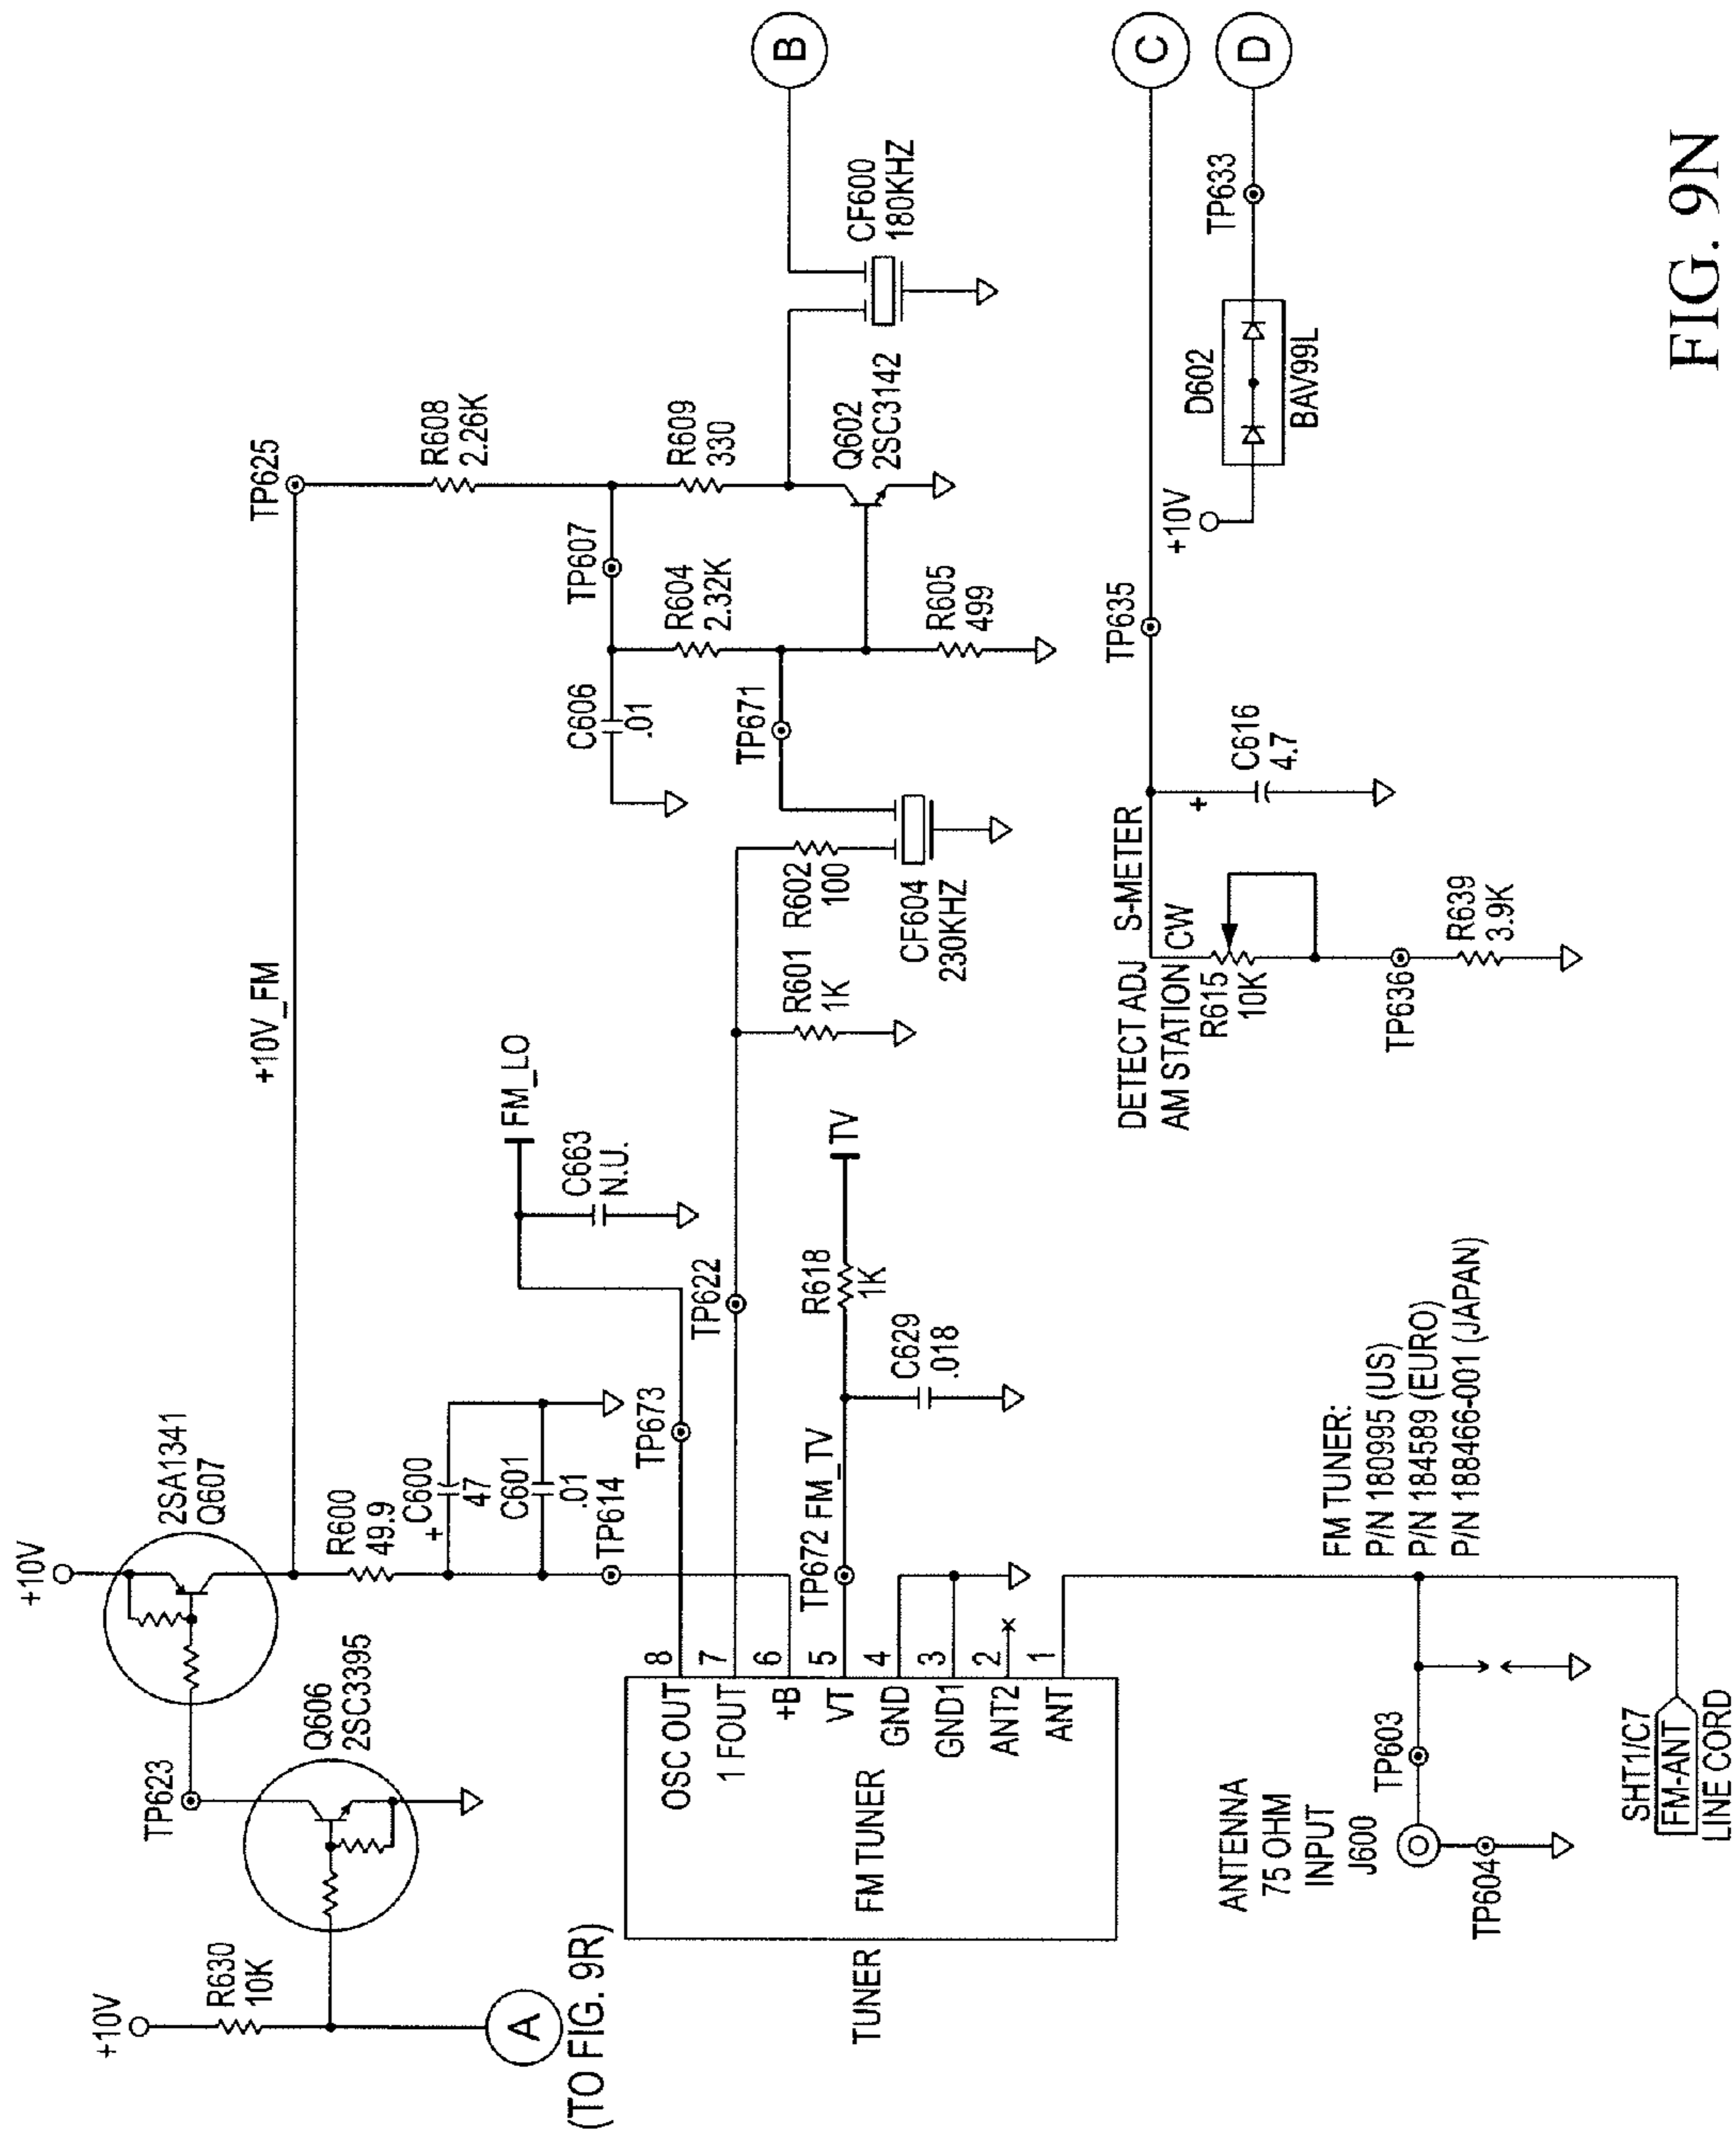 +10V
R630
10K
A
(TO FIG. 9R)
TP623
Q606
2SC3395
+10V
2SA1341
Q607
R600
49.9
+
C600
47
C601
.01
TP614
+10V_FM
TP625
R608
2.26K
TP607
R609
330
C606
.01
R604
2.32K
TP671
R605
499
Q602
2SC3142
CF600
180KHZ
B
FM_LO
C663
N.U.
TP673
TP622
R601
1K
R602
100
CF604
230KHZ
TUNER
FM TUNER
OSC OUT
8
1 FOUT
7
+B
6
VT
5
GND
4
GND1
3
ANT2
2
ANT
1
TP672
FM_TV
R618
1K
TV
C629
.018
ANTENNA
75 OHM
INPUT
J600
TP603
TP604
SHT1/C7
FM-ANT
LINE CORD
FM TUNER:
P/N 180995 (US)
P/N 184589 (EURO)
P/N 188466-001 (JAPAN)
DETECT ADJ
S-METER
AM STATION
CW
R615
10K
TP636
R639
3.9K
+
C616
4.7
TP635
C
+10V
D602
BAV99L
TP633
D
FIG. 9N